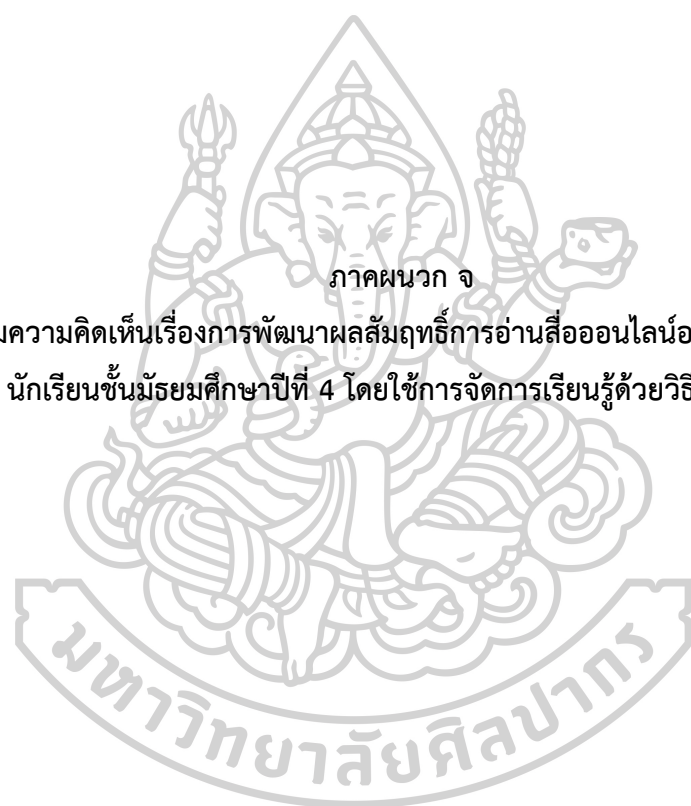 ภาคผนวก จ
ความคิดเห็นเรื่องการพัฒนาผลสัมฤทธิ์การอ่านสื่อออนไลน์
นักเรียนชั้นมัธยมศึกษาปีที่ 4 โดยใช้การจัดการเรียนรู้ด้วย
มหาวิทยาลัยศิลปากร